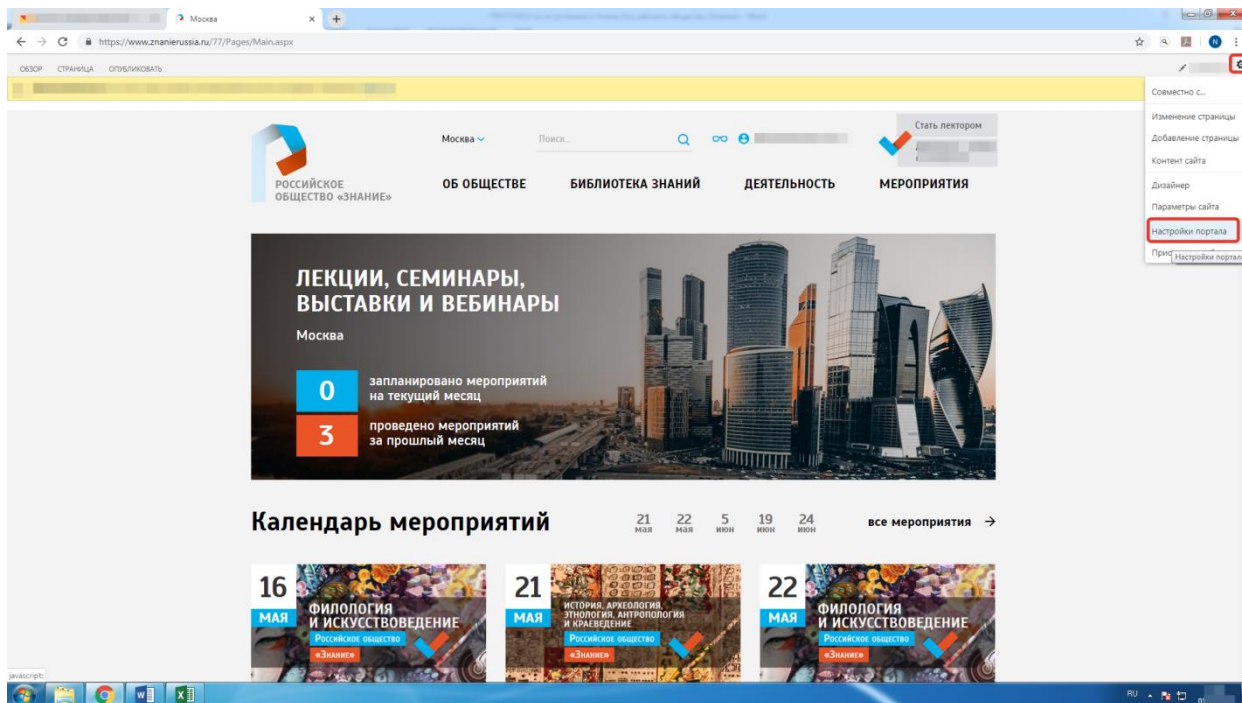 Москва
https://www.znanierussia.ru/77/Pages/Main.aspx
ОБЗОР СТРАНИЦА ОПУБЛИКОВАТЬ
Совместно с...
Изменение страницы
Добавление страницы
Контент сайта
Дизайнер
Параметры сайта
Настройки портала
Настройки портал
РОССИЙСКОЕ
ОБЩЕСТВО «ЗНАНИЕ»
Москва
Поиск...
Стать лектором
ОБ ОБЩЕСТВЕ БИБЛИОТЕКА ЗНАНИЙ ДЕЯТЕЛЬНОСТЬ МЕРОПРИЯТИЯ
ЛЕКЦИИ, СЕМИНАРЫ,
ВЫСТАВКИ И ВЕБИНАРЫ
Москва
0 запланировано мероприятий
на текущий месяц
3 проведено мероприятий
за прошлый месяц
Календарь мероприятий
21 мая
22 мая
5 июн
19 июн
24 июн
все мероприятия →
16
МАЯ
ФИЛОЛОГИЯ
И ИСКУССТВОВЕДЕНИЕ
Российское общество
«Знание»
21
МАЯ
ИСТОРИЯ, АРХЕОЛОГИЯ,
ЭТНОЛОГИЯ, АНТРОПОЛОГИЯ
И КРАЕВЕДЕНИЕ
Российское общество
«Знание»
22
МАЯ
ФИЛОЛОГИЯ
И ИСКУССТВОВЕДЕНИЕ
Российское общество
«Знание»
javascript:
RU